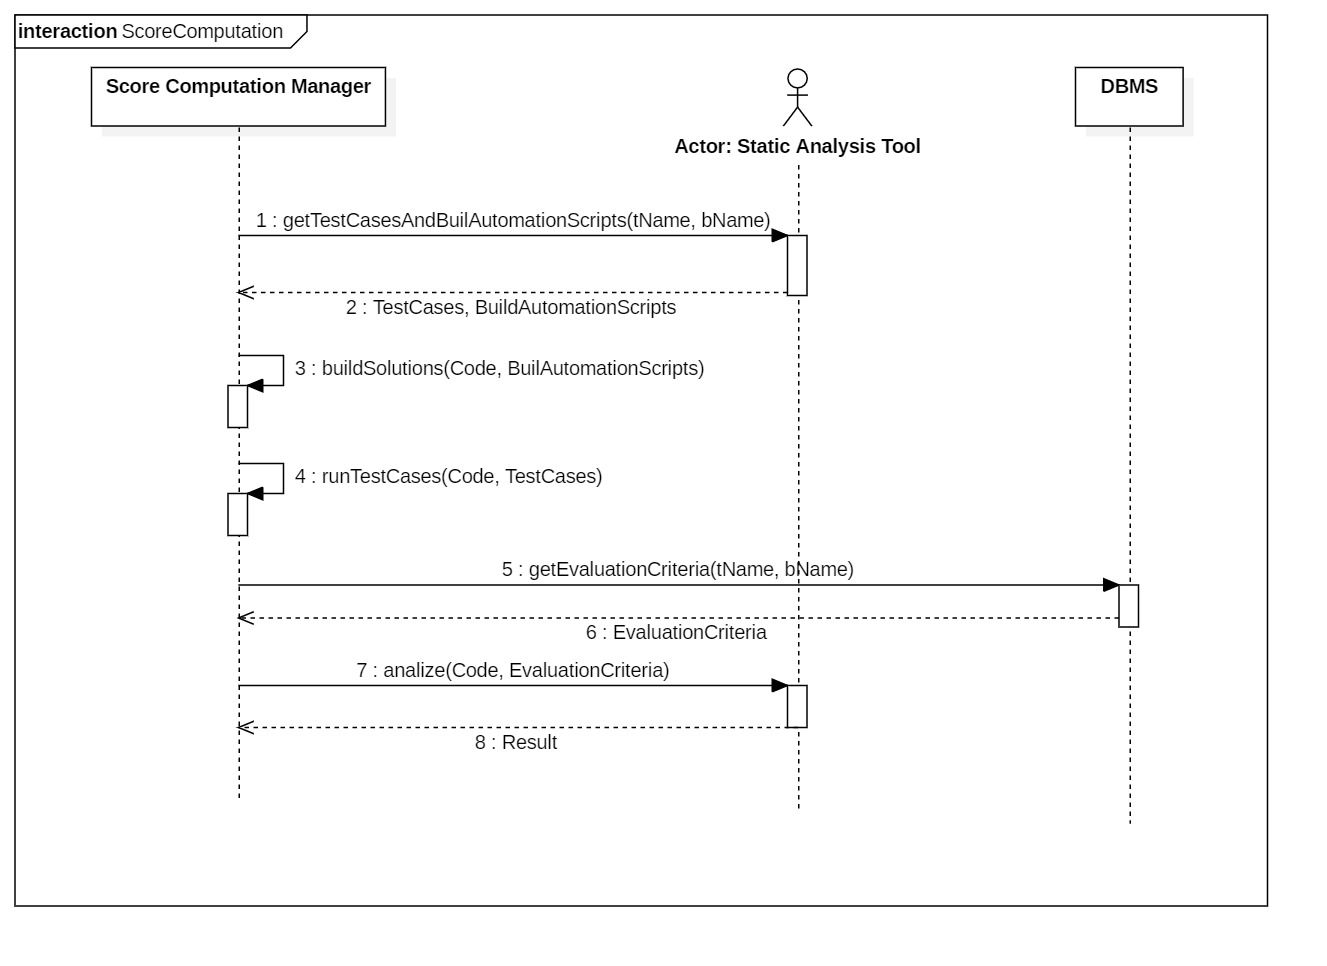 interaction ScoreComputation
Score Computation Manager
DBMS
Actor: Static Analysis Tool
1 : getTestCasesAndBuilAutomationScripts(tName, bName)
2 : TestCases, BuildAutomationScripts
3 : buildSolutions(Code, BuilAutomationScripts)
4 : runTestCases(Code, TestCases)
5 : getEvaluationCriteria(tName, bName)
6 : EvaluationCriteria
7 : analize(Code, EvaluationCriteria)
8 : Result